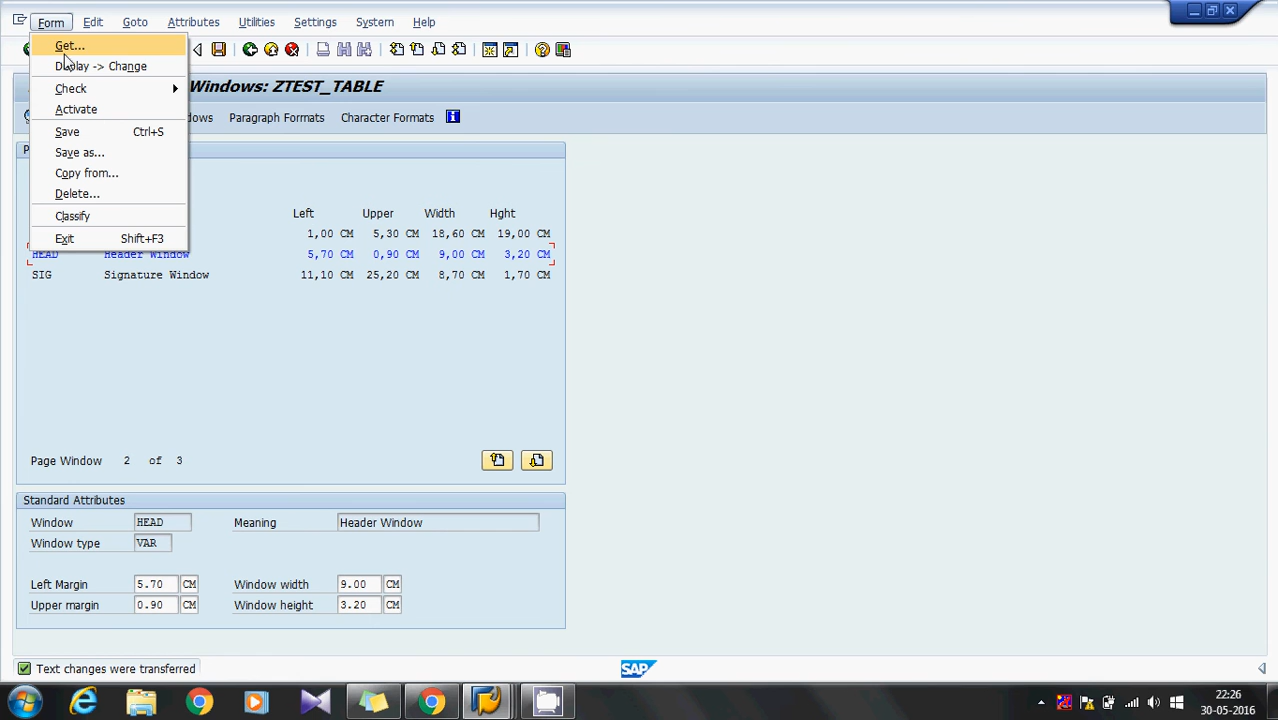 Form Edit Goto Attributes Utilities Settings System Help
Get...
Display -> Change
Windows: ZTEST_TABLE
Check
Activate
dows Paragraph Formats Character Formats
Save Ctrl+S
Save as...
Copy from...
Delete...
Classify
Exit Shift+F3
Left Upper Width Hght
1,00 CM 5,30 CM 18,60 CM 19,00 CM
HEAD Header Window 5,70 CM 0,90 CM 9,00 CM 3,20 CM
SIG Signature Window 11,10 CM 25,20 CM 8,70 CM 1,70 CM
Page Window 2 of 3
Standard Attributes
Window HEAD Meaning Header Window
Window type VAR
Left Margin 5.70 CM Window width 9.00 CM
Upper margin 0.90 CM Window height 3.20 CM
Text changes were transferred
SAP
22:26
30-05-2016